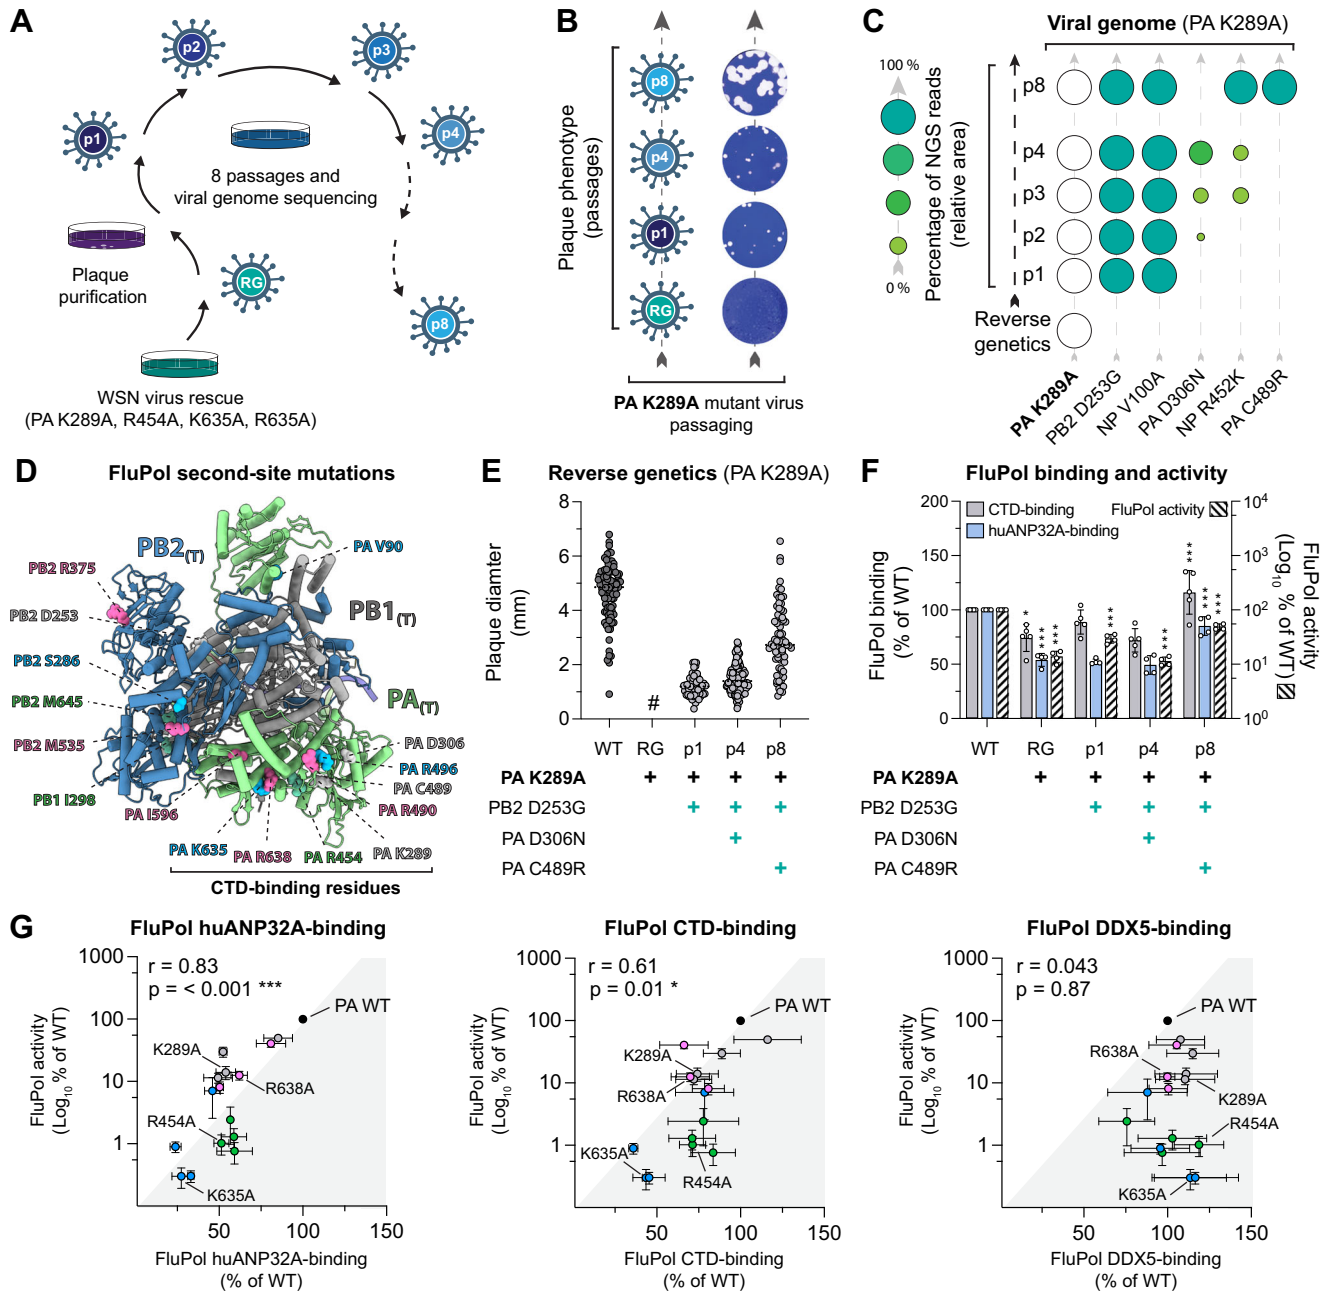 A
p2
p3
p1
p4
8 passages and
viral genome sequencing
Plaque
purification
RG
p8
WSN virus rescue
(PA K289A, R454A, K635A, R635A)
B
Plaque phenotype
(passages)
p8
p4
p1
RG
PA K289A mutant virus
passaging
C
Viral genome (PA K289A)
100 %
0 %
Percentage of NGS reads
(relative area)
p8
p4
p3
p2
p1
Reverse
genetics
PA K289A
PB2 D253G
NP V100A
PA D306N
NP R452K
PA C489R
D
FluPol second-site mutations
PB2(T)
PA V90
PB2 R375
PB1(T)
PB2 D253
PB2 S286
PB2 M645
PA(T)
PB2 M535
PA D306
PA R496
PB1 I298
PA C489
PA I596
PA R490
PA K635
PA R638
PA R454
PA K289
CTD-binding residues
E
Reverse genetics (PA K289A)
Plaque diamter
(mm)
8
6
4
2
0
#
WT RG p1 p4 p8
PA K289A + + + +
PB2 D253G + + +
PA D306N +
PA C489R +
F
FluPol binding and activity
FluPol binding
(% of WT)
200
150
100
50
0
CTD-binding
huANP32A-binding
FluPol activity
10^4
10^3
10^2
10^1
10^0
FluPol activity
(Log10 % of WT)
* *** *** *** *** *** *** ***
WT RG p1 p4 p8
PA K289A + + + +
PB2 D253G + + +
PA D306N +
PA C489R +
G
FluPol huANP32A-binding
FluPol activity
(Log10 % of WT)
1000
100
10
1
r = 0.83
p = < 0.001 ***
PA WT
K289A
R638A
R454A
K635A
50 100 150
FluPol huANP32A-binding
(% of WT)
FluPol CTD-binding
FluPol activity
(Log10 % of WT)
1000
100
10
1
r = 0.61
p = 0.01 *
PA WT
K289A
R638A
K635A
R454A
50 100 150
FluPol CTD-binding
(% of WT)
FluPol DDX5-binding
FluPol activity
(Log10 % of WT)
1000
100
10
1
r = 0.043
p = 0.87
PA WT
R638A
K289A
R454A
K635A
50 100 150
FluPol DDX5-binding
(% of WT)